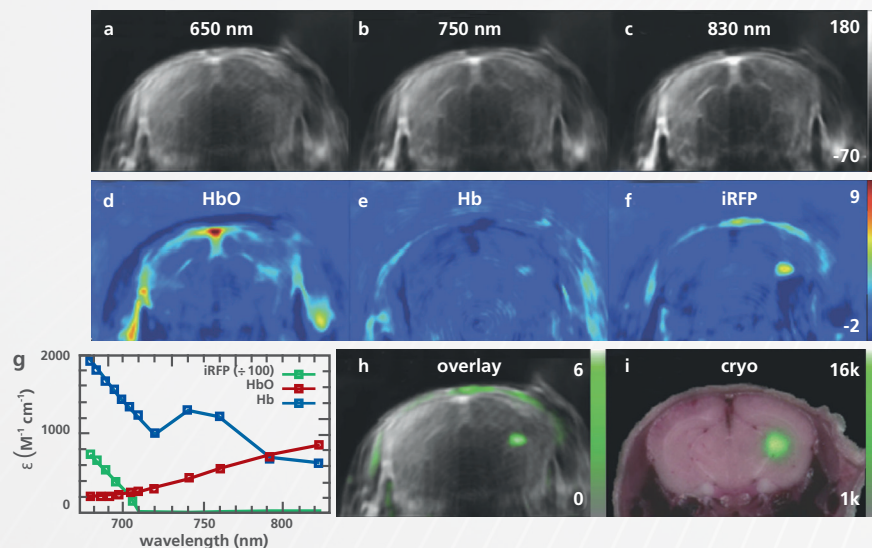 a 650 nm b 750 nm c 830 nm 180
-70
d HbO e Hb f iRFP 9
-2
g
2000
1000
0
ε (M⁻¹ cm⁻¹)
iRFP (÷ 100)
HbO
Hb
700 750 800
wavelength (nm)
h overlay 6
0
i cryo 16k
1k